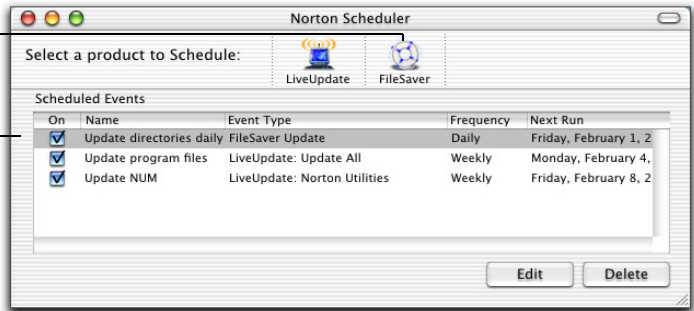 Norton Scheduler
Select a product to Schedule:
LiveUpdate FileSaver
Scheduled Events
On Name Event Type Frequency Next Run
Update directories daily FileSaver Update Daily Friday, February 1, 2
Update program files LiveUpdate: Update All Weekly Monday, February 4,
Update NUM LiveUpdate: Norton Utilities Weekly Friday, February 8, 2
Edit Delete